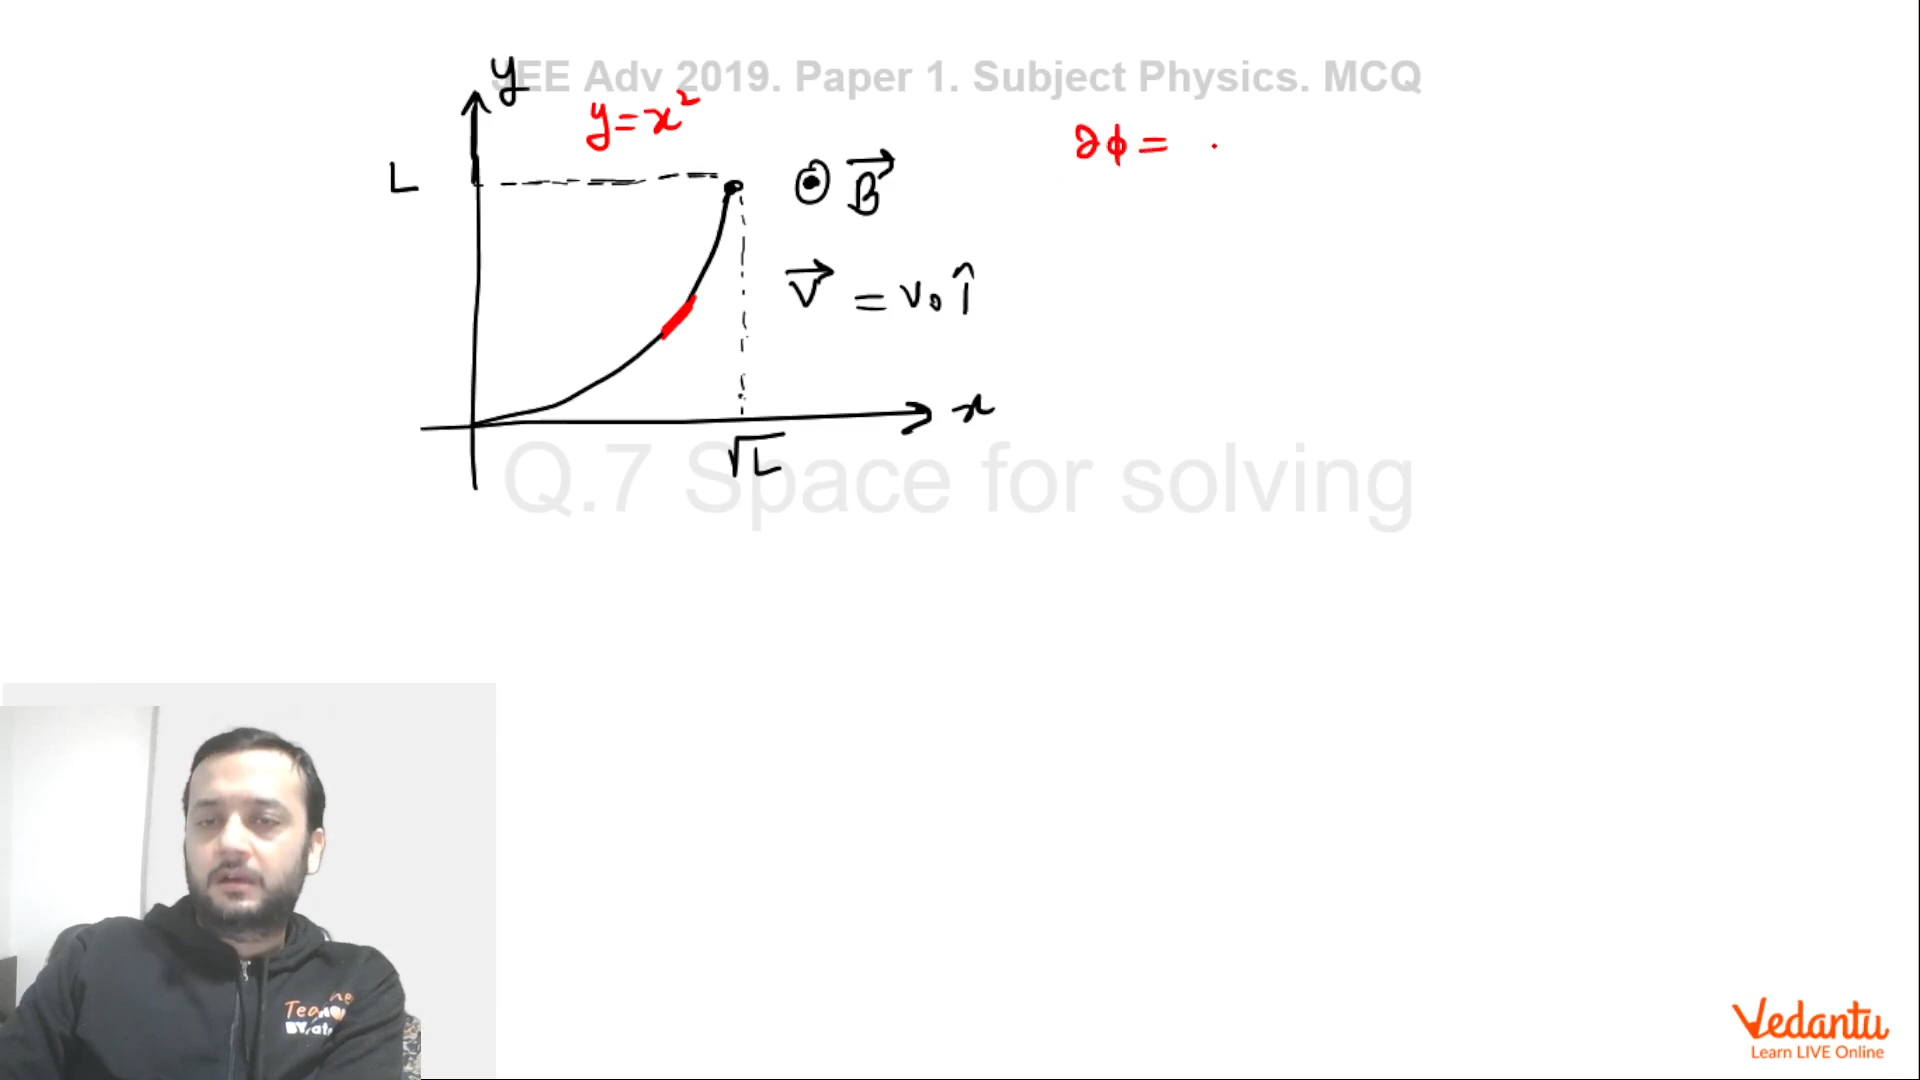 JEE Adv 2019. Paper 1. Subject Physics. MCQ
y
y=x²
∂ϕ= .
L
⊙ B⃗
v⃗ = v₀ î
x
√L
Q.7 Space for solving
Vedantu
Learn LIVE Online